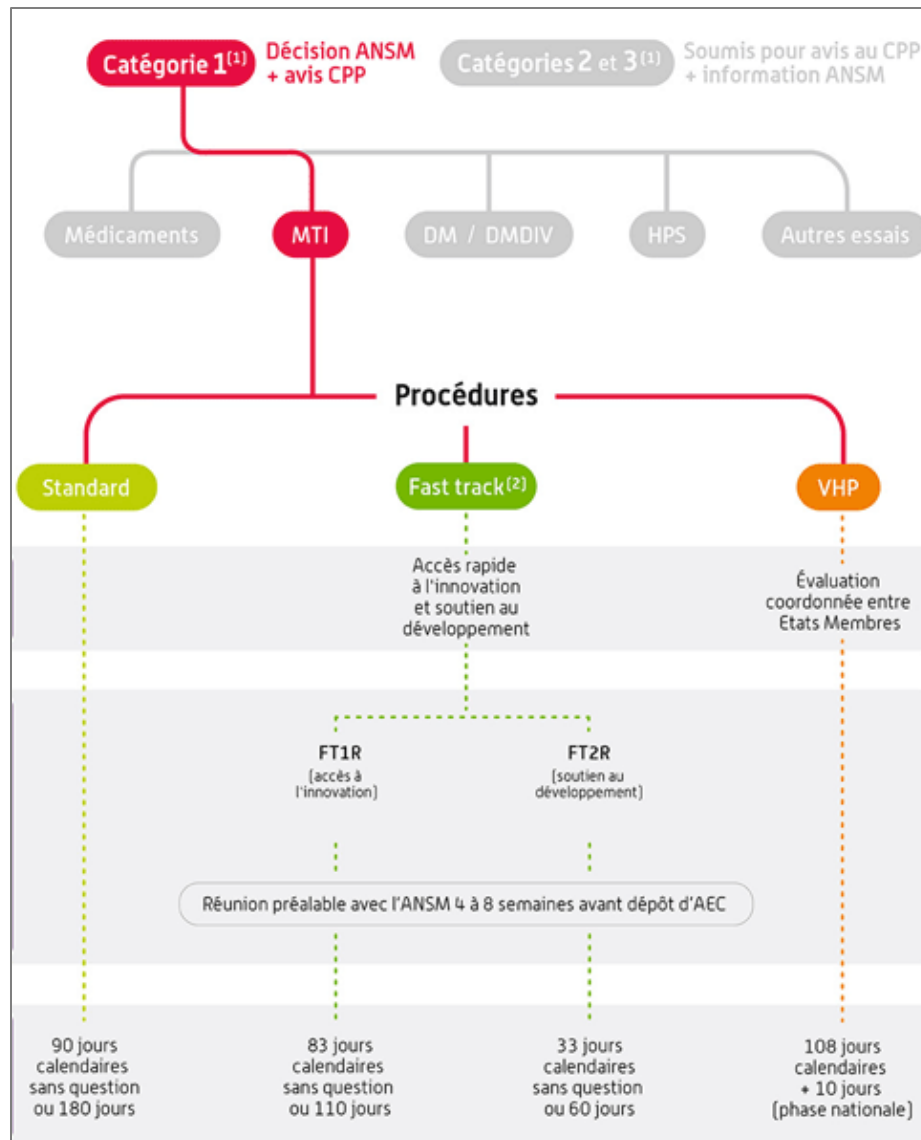 Catégorie 1(1)
Décision ANSM
+ avis CPP
Catégories 2 et 3(1)
Soumis pour avis au CPP
+ information ANSM
Médicaments
MTI
DM / DMDIV
HPS
Autres essais
Procédures
Standard
Fast track(2)
VHP
Accès rapide
à l'innovation
et soutien au
développement
Évaluation
coordonnée entre
Etats Membres
FT1R
(accès à
l'innovation)
FT2R
(soutien au
développement)
Réunion préalable avec l'ANSM 4 à 8 semaines avant dépôt d'AEC
90 jours
calendaires
sans question
ou 180 jours
83 jours
calendaires
sans question
ou 110 jours
33 jours
calendaires
sans question
ou 60 jours
108 jours
calendaires
+ 10 jours
(phase nationale)